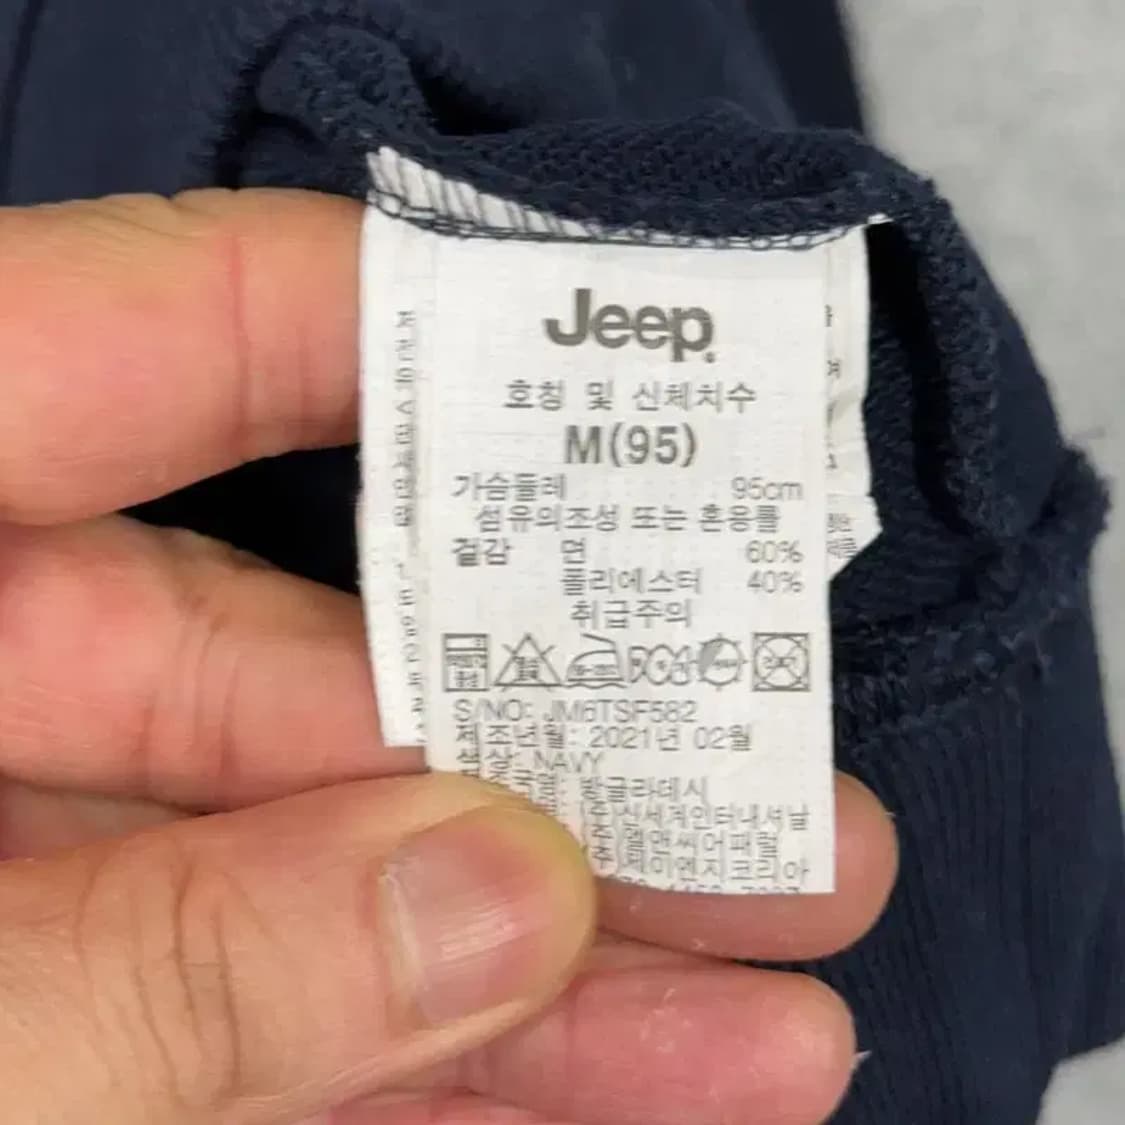 Jeep
호칭 및 신체치수
M(95)
가슴둘레 95cm
섬유의조성 또는 혼용률
겉감 면 60%
폴리에스터 40%
취급주의
S/NO: JM6TSF582
제조년월: 2021년 02월
색상: NAVY
방글라데시
(주)신세계인터내셔날
(주)엘앤씨어패럴
(주)제이엔지코리아